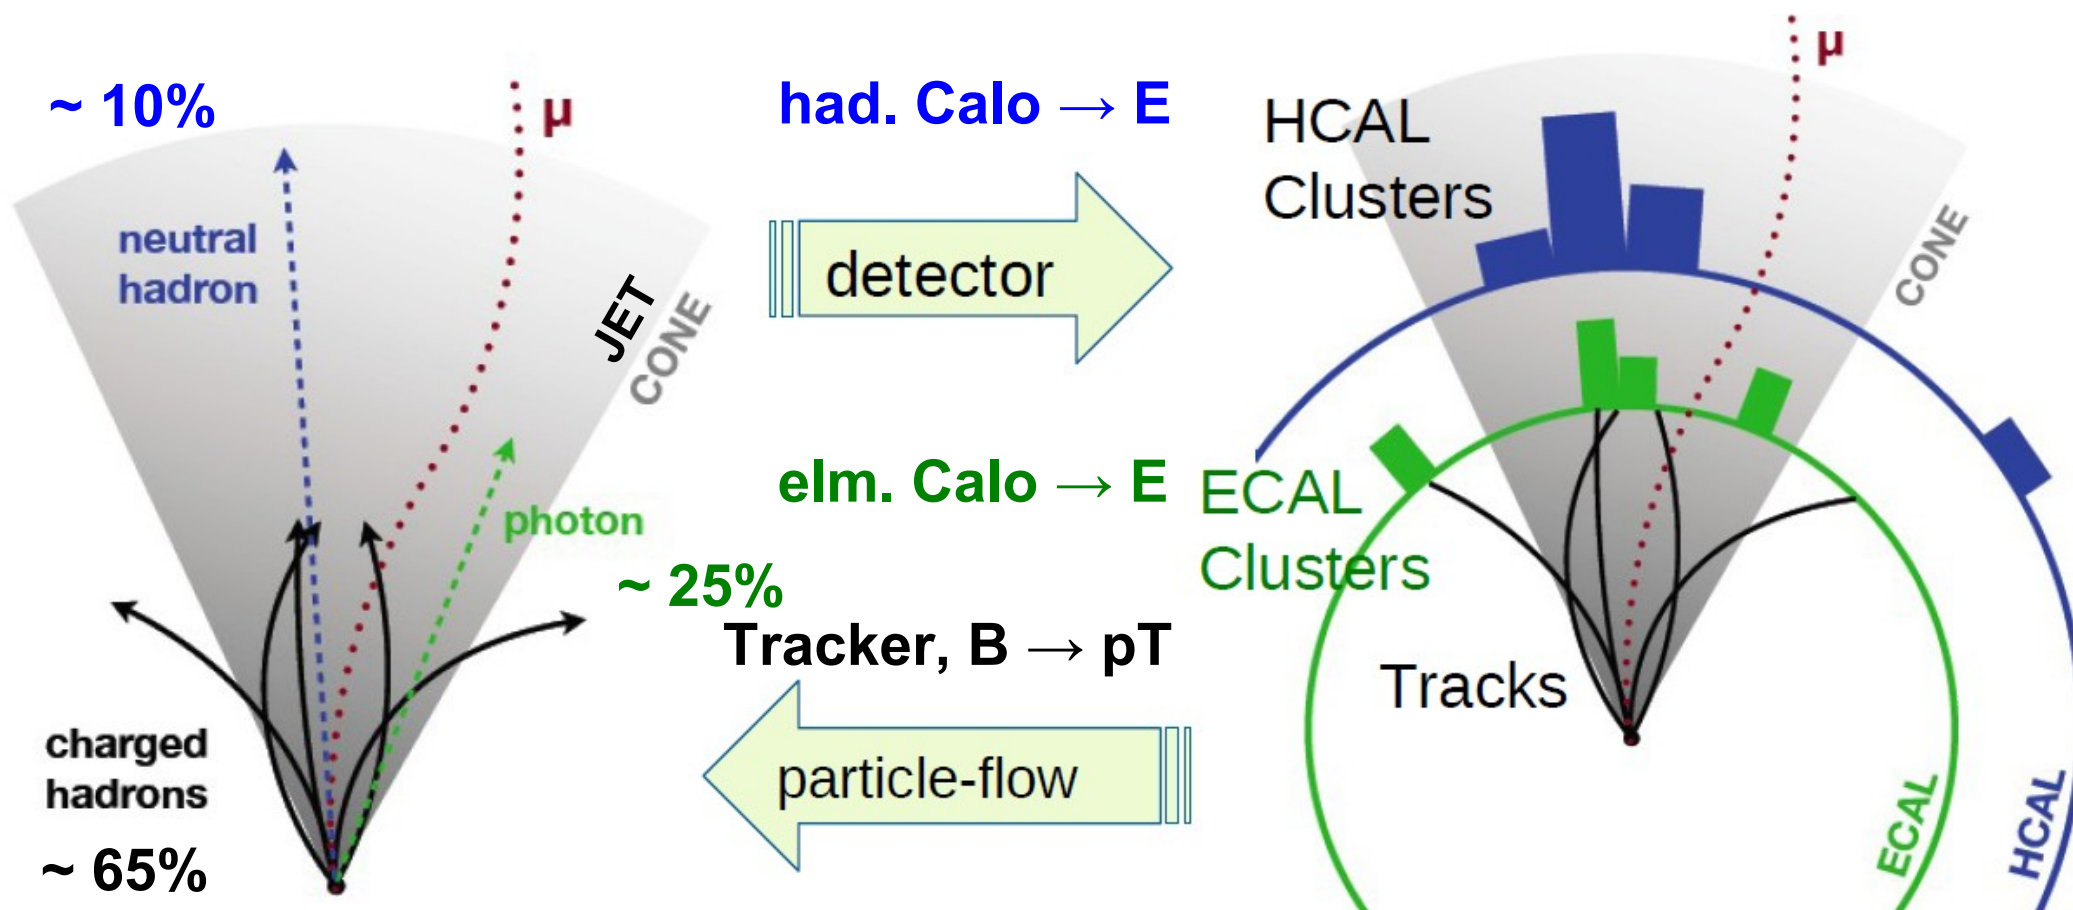 ~ 10%
μ
neutral
hadron
JET
CONE
photon
~ 25%
charged
hadrons
~ 65%
had. Calo → E
detector
elm. Calo → E
Tracker, B → pT
particle-flow
μ
HCAL
Clusters
CONE
ECAL
Clusters
Tracks
ECAL
HCAL